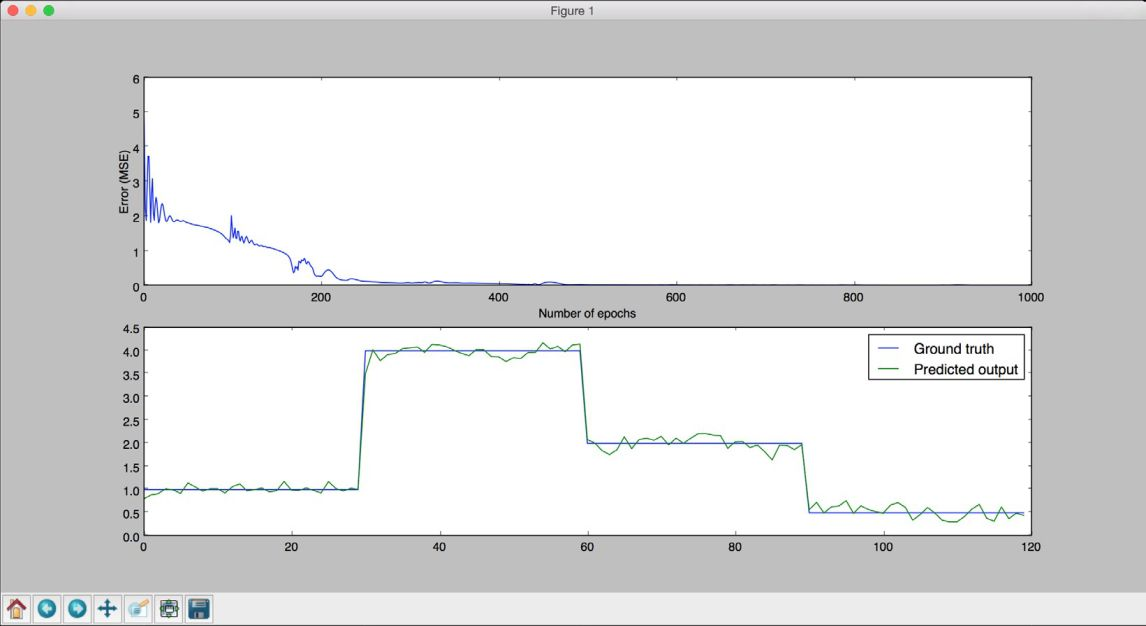 Figure 1
6
5
4
3
2
1
0
Error (MSE)
0 200 400 600 800 1000
Number of epochs
4.5
4.0
3.5
3.0
2.5
2.0
1.5
1.0
0.5
0.0
Ground truth
Predicted output
0 20 40 60 80 100 120